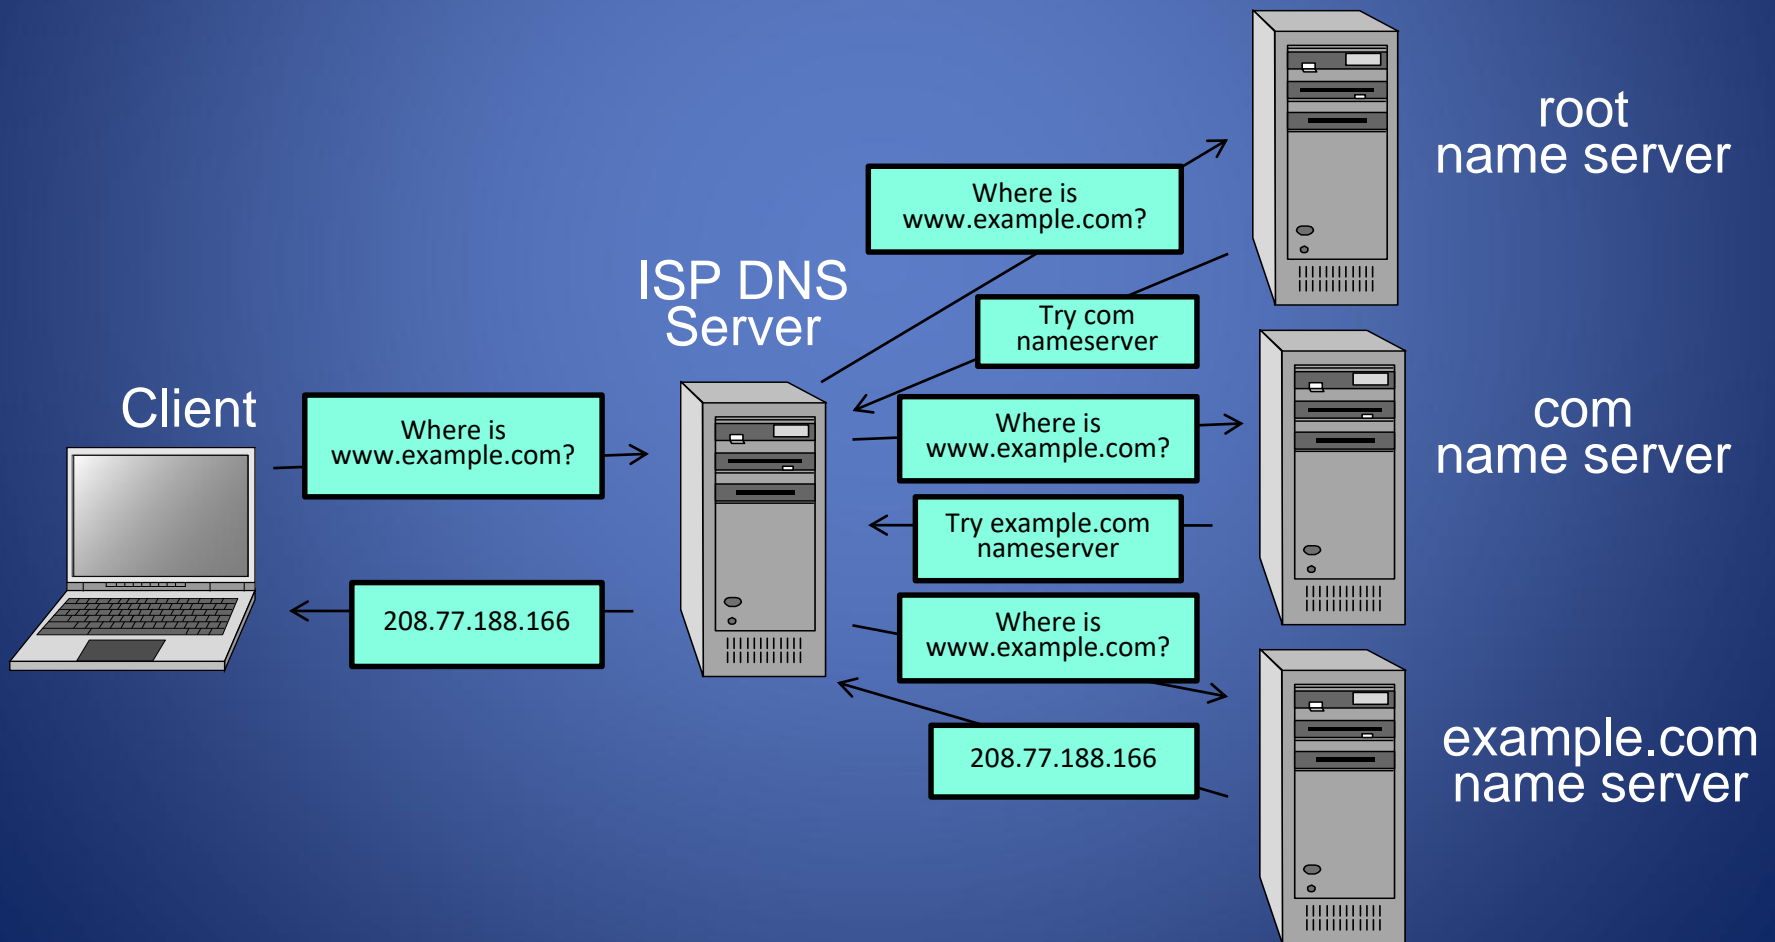 root
name server
Where is
www.example.com?
ISP DNS
Server
Try com
nameserver
Client
Where is
www.example.com?
Where is
www.example.com?
com
name server
Try example.com
nameserver
208.77.188.166
Where is
www.example.com?
208.77.188.166
example.com
name server